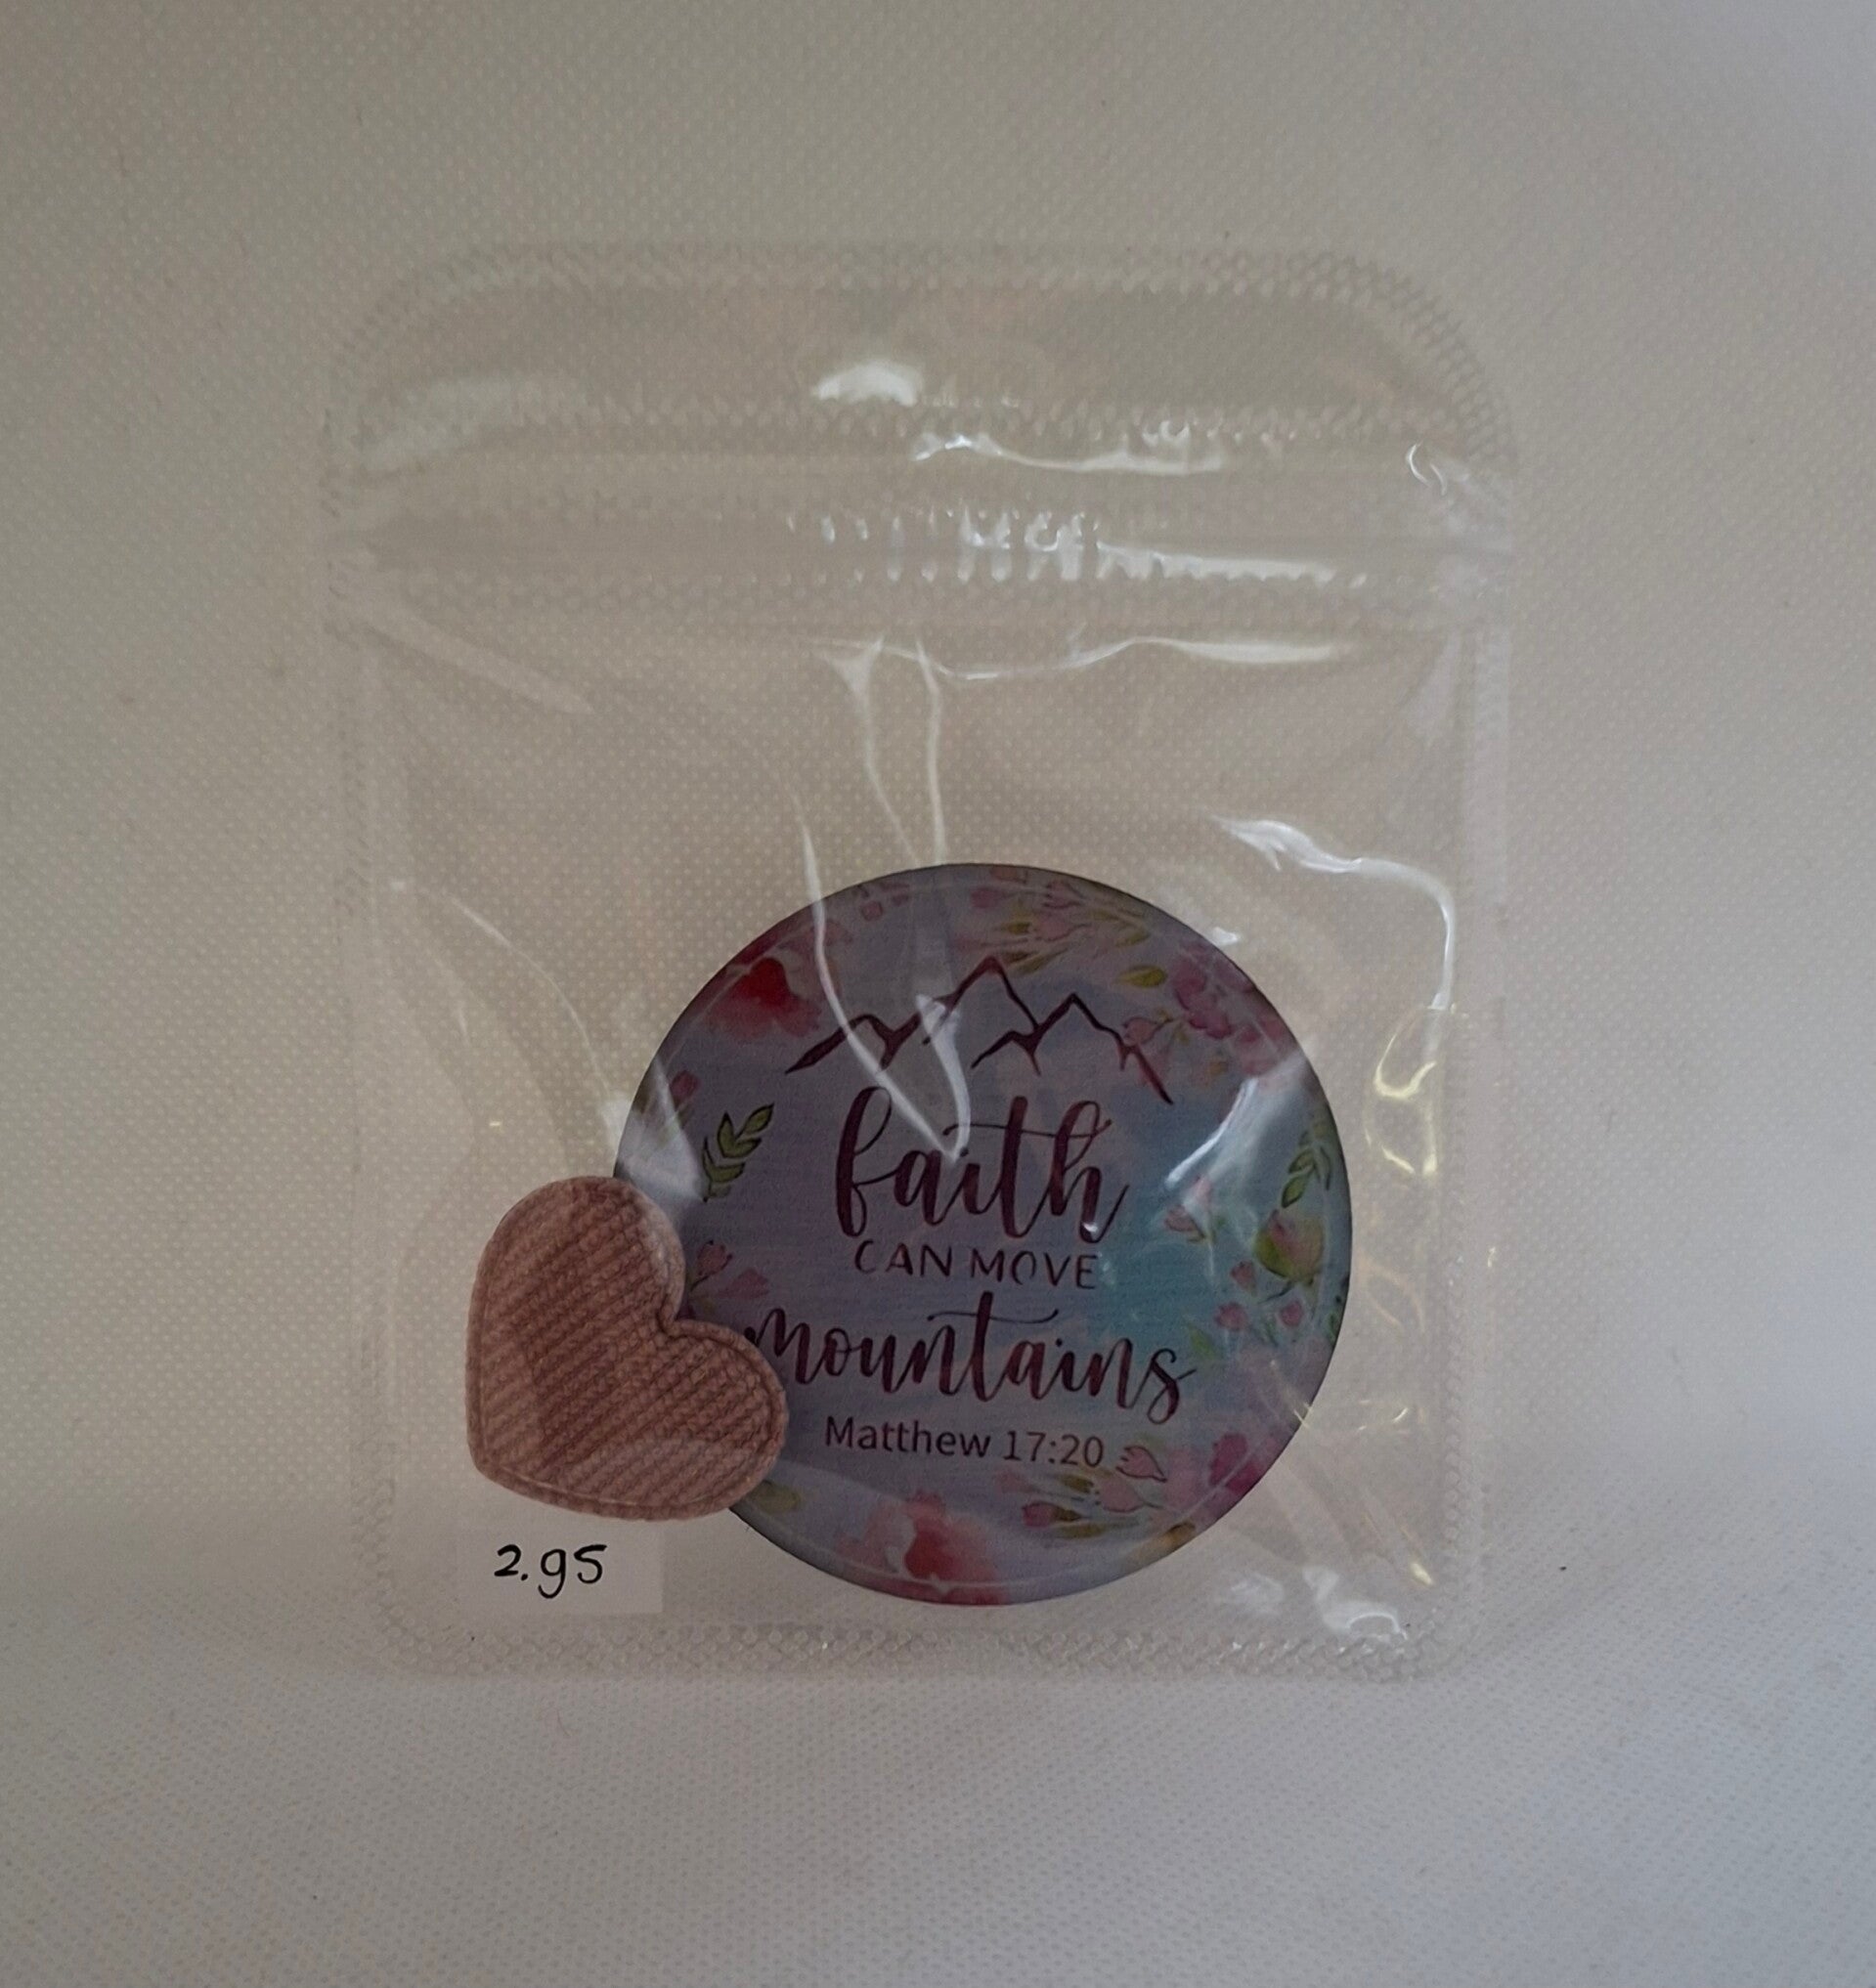 faith
CAN MOVE
mountains
Matthew 17:20
2.95